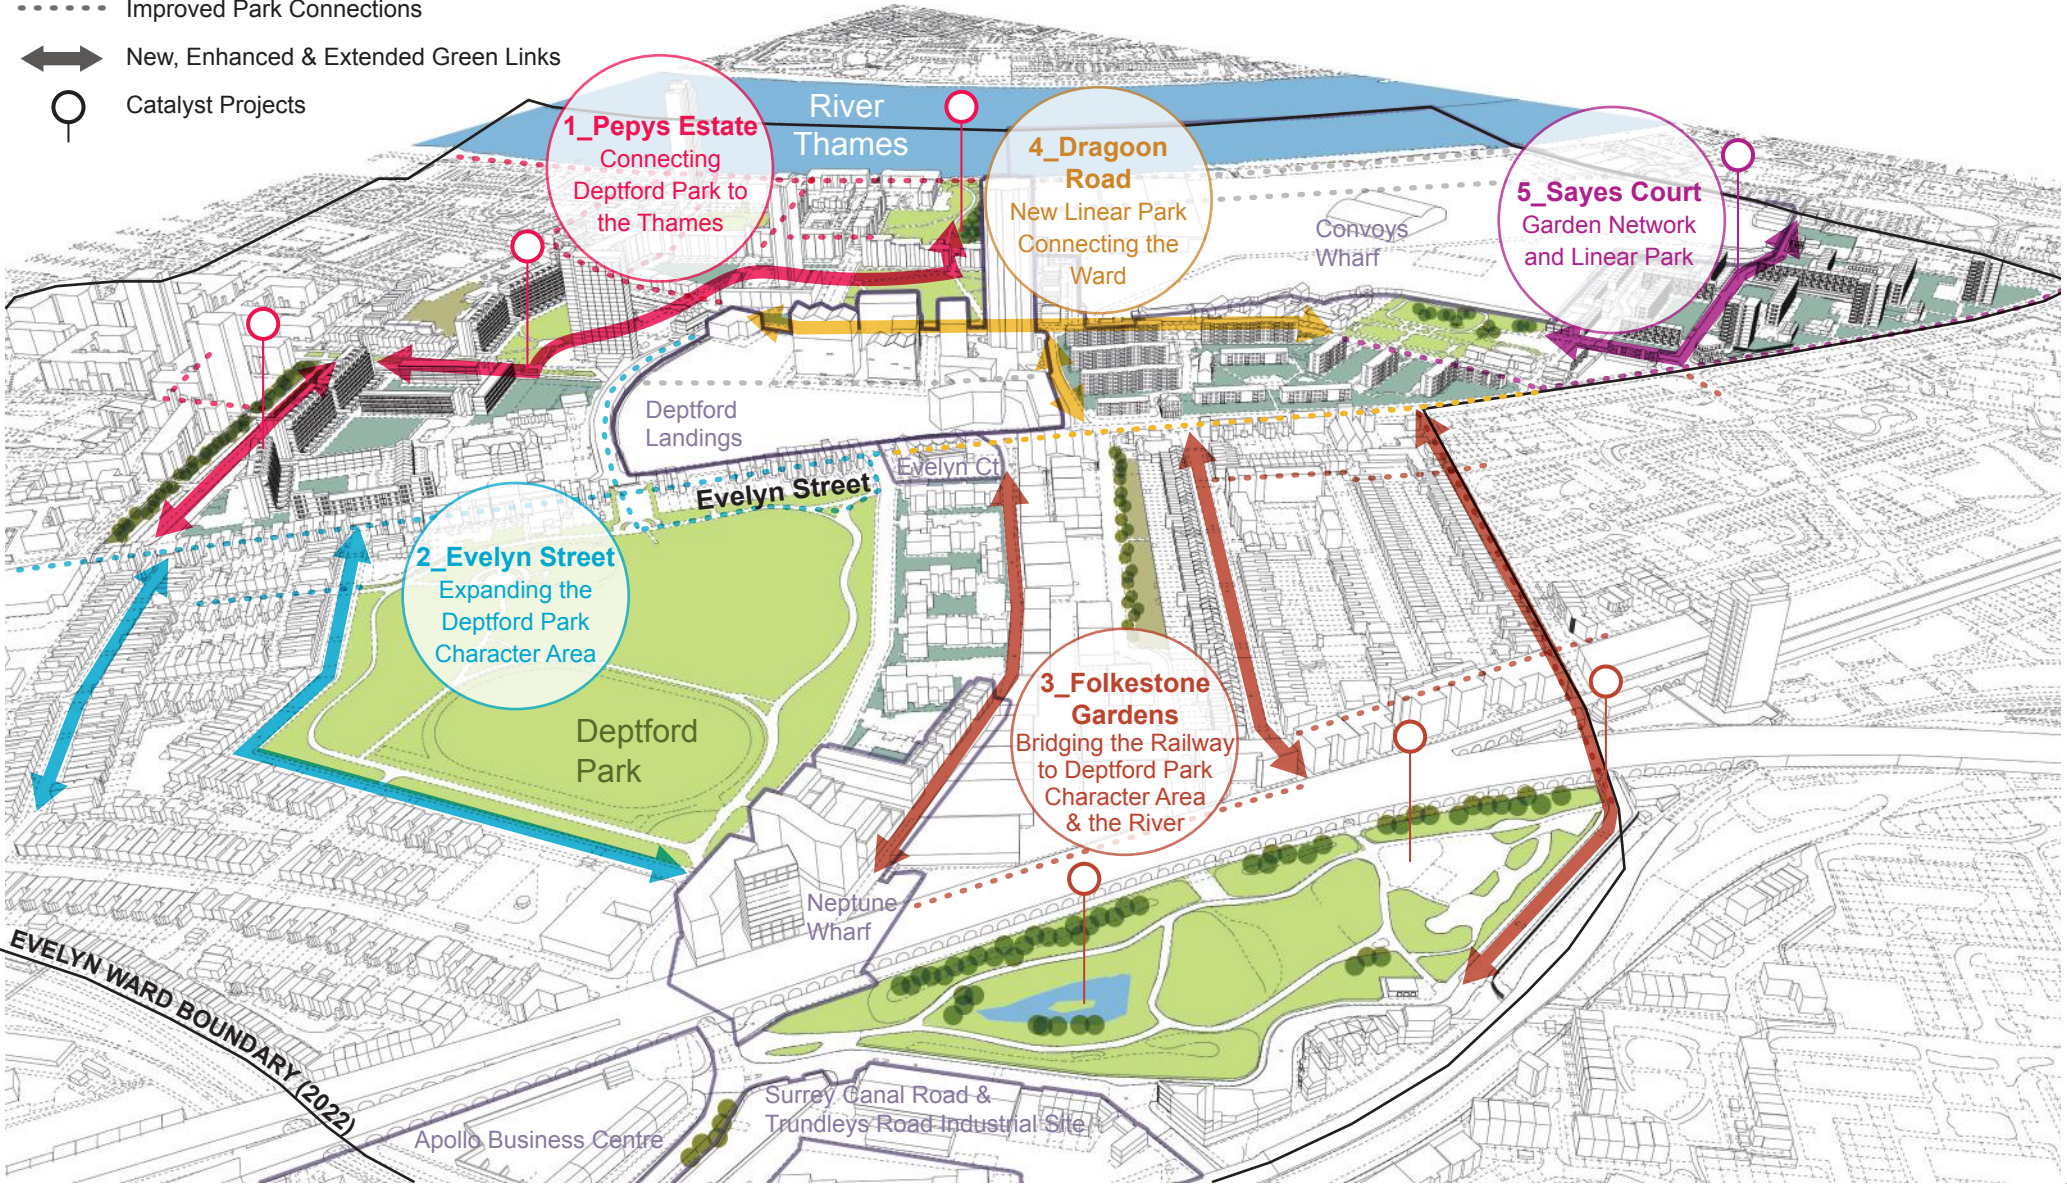 Improved Park Connections
New, Enhanced & Extended Green Links
Catalyst Projects
River
Thames
1_Pepys Estate
Connecting
Deptford Park to
the Thames
4_Dragoon
Road
New Linear Park
Connecting the
Ward
5_Sayes Court
Garden Network
and Linear Park
Convoys
Wharf
Deptford
Landings
Evelyn Ct
Evelyn Street
2_Evelyn Street
Expanding the
Deptford Park
Character Area
Deptford
Park
3_Folkestone
Gardens
Bridging the Railway
to Deptford Park
Character Area
& the River
Neptune
Wharf
EVELYN WARD BOUNDARY (2022)
Surrey Canal Road &
Trundleys Road Industrial Site
Apollo Business Centre